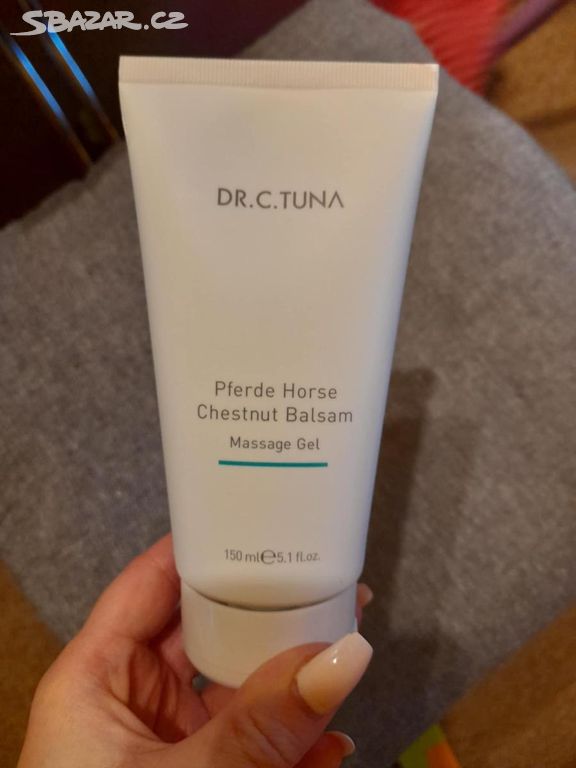 SBAZAR.CZ
DR.C.TUNA
Pferde Horse
Chestnut Balsam
Massage Gel
150 ml℮5.1 fl.oz.